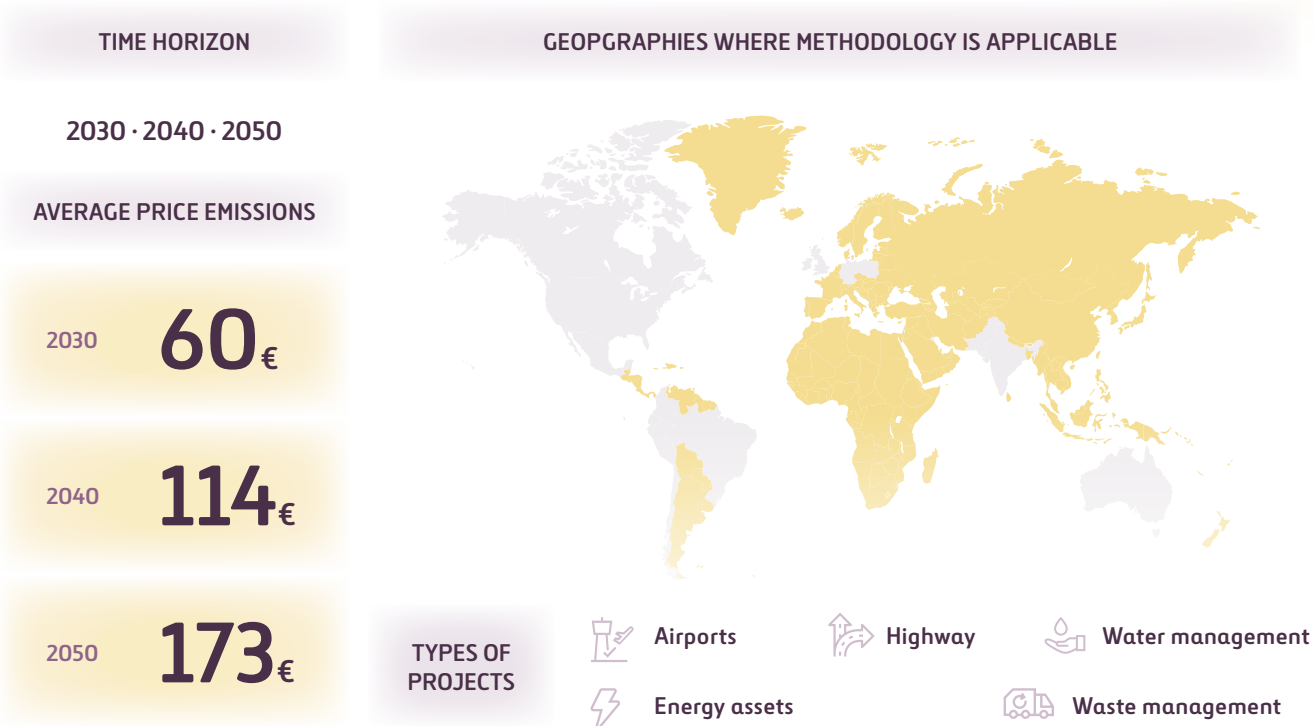 TIME HORIZON
2030 · 2040 · 2050
AVERAGE PRICE EMISSIONS
2030 60€
2040 114€
2050 173€
GEOPGRAPHIES WHERE METHODOLOGY IS APPLICABLE
TYPES OF
PROJECTS
Airports
Highway
Water management
Energy assets
Waste management